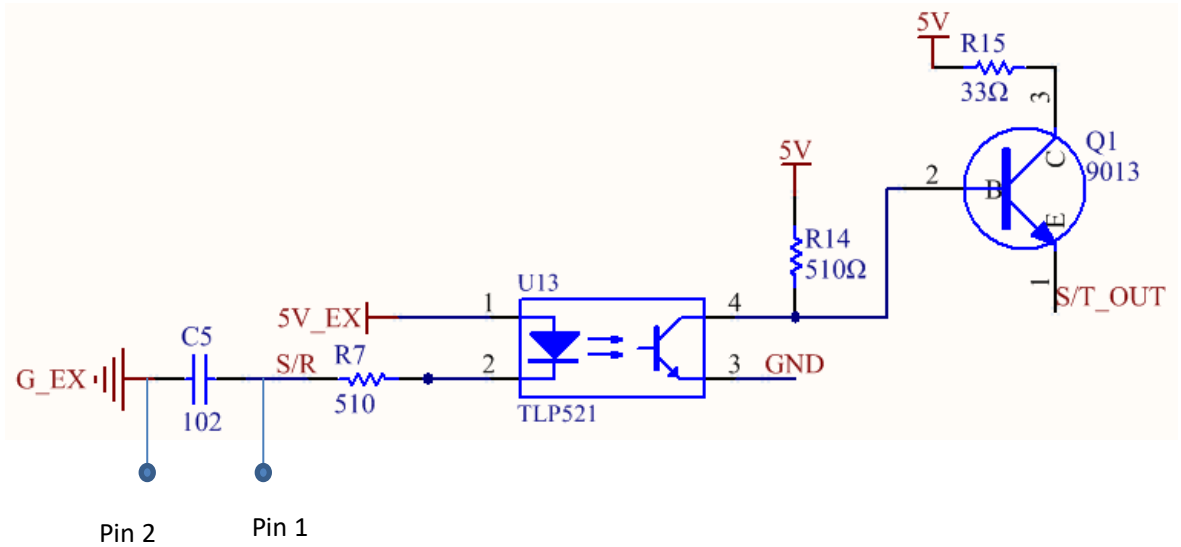 5V
R15
33Ω
3
C
Q1
9013
2
B
E
1
S/T_OUT
5V
R14
510Ω
U13
1
4
5V_EX
C5
S/R
R7
2
3
GND
G_EX
102
510
TLP521
Pin 2
Pin 1